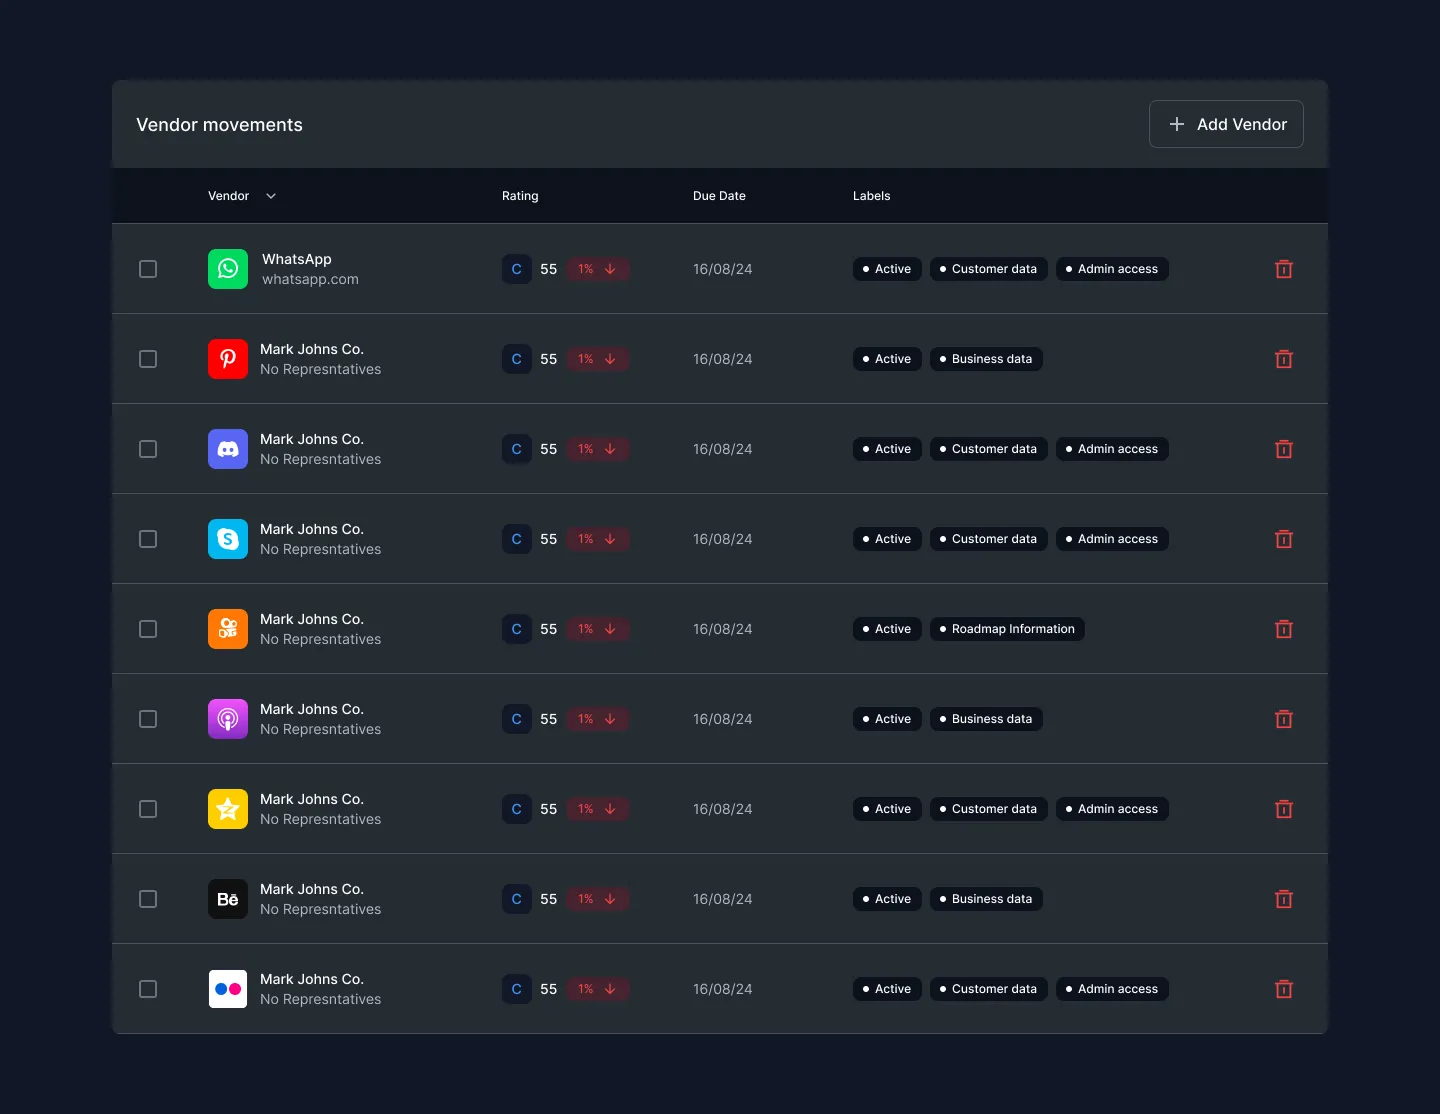 Vendor movements
Add Vendor
Vendor Rating Due Date Labels
WhatsApp
whatsapp.com
C 55 1% 16/08/24 Active Customer data Admin access
Mark Johns Co.
No Represntatives
C 55 1% 16/08/24 Active Business data
Mark Johns Co.
No Represntatives
C 55 1% 16/08/24 Active Customer data Admin access
Mark Johns Co.
No Represntatives
S
C 55 1% 16/08/24 Active Customer data Admin access
Mark Johns Co.
No Represntatives
C 55 1% 16/08/24 Active Roadmap Information
Mark Johns Co.
No Represntatives
C 55 1% 16/08/24 Active Business data
Mark Johns Co.
No Represntatives
C 55 1% 16/08/24 Active Customer data Admin access
Bē
Mark Johns Co.
No Represntatives
C 55 1% 16/08/24 Active Business data
Mark Johns Co.
No Represntatives
C 55 1% 16/08/24 Active Customer data Admin access